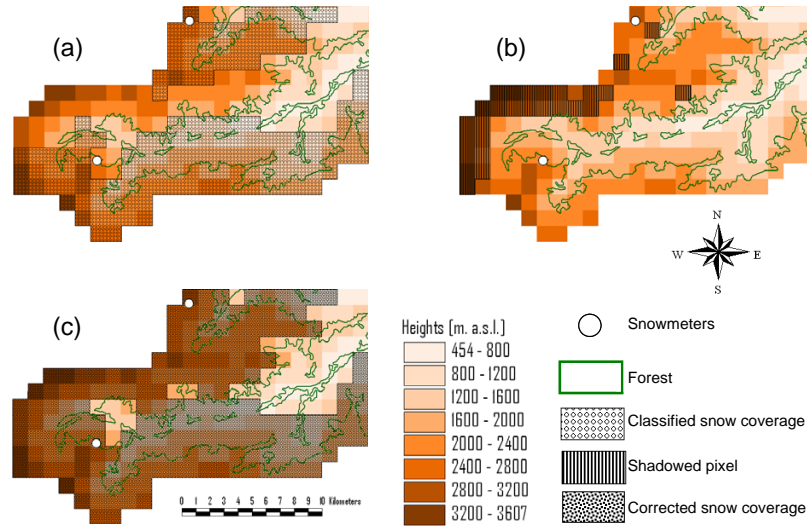 (a)
(b)
N
W
E
S
(c)
Heights [m. a.s.l.]
454 - 800
800 - 1200
1200 - 1600
1600 - 2000
2000 - 2400
2400 - 2800
2800 - 3200
3200 - 3607
Snowmeters
Forest
Classified snow coverage
Shadowed pixel
Corrected snow coverage
0 1 2 3 4 5 6 7 8 9 10 Kilometers